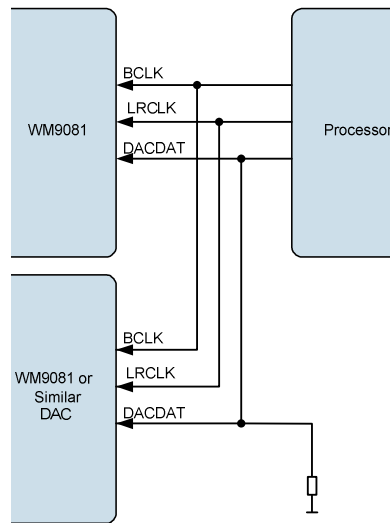 BCLK
LRCLK
WM9081
Processor
DACDAT
BCLK
LRCLK
WM9081 or
Similar
DAC
DACDAT